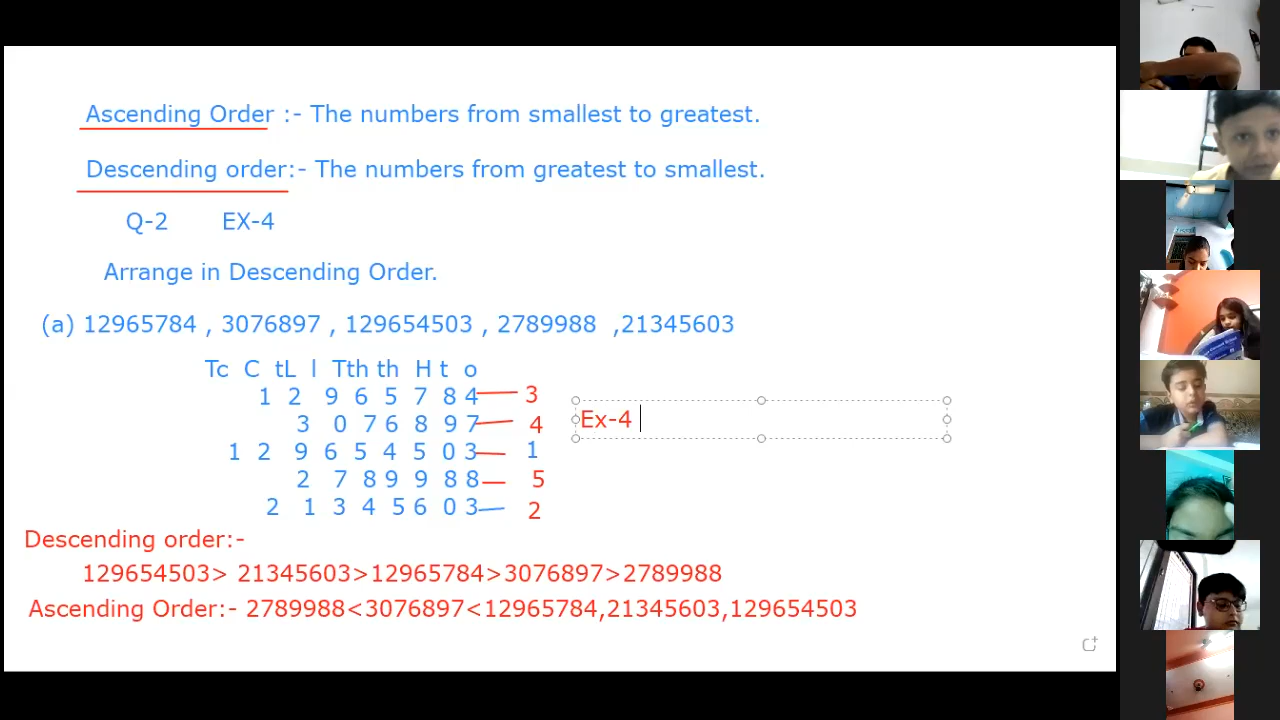 Ascending Order :- The numbers from smallest to greatest.
Descending order:- The numbers from greatest to smallest.
Q-2 EX-4
Arrange in Descending Order.
(a) 12965784 , 3076897 , 129654503 , 2789988 ,21345603
Tc C tL l Tth th H t o
1 2 9 6 5 7 8 4 3
3 0 7 6 8 9 7 4
Ex-4
1 2 9 6 5 4 5 0 3 1
2 7 8 9 9 8 8 5
2 1 3 4 5 6 0 3 2
Descending order:-
129654503> 21345603>12965784>3076897>2789988
Ascending Order:- 2789988<3076897<12965784,21345603,129654503